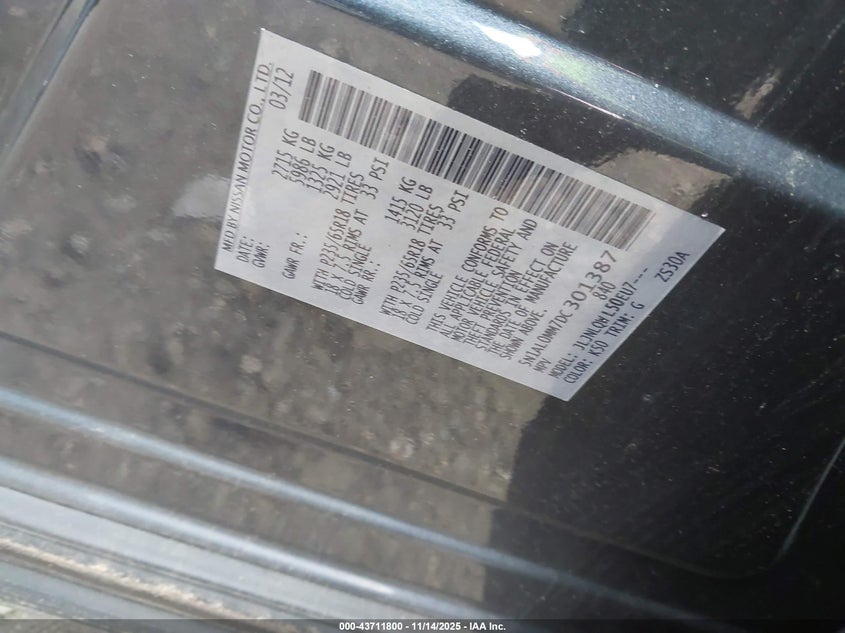 MFD BY NISSAN MOTOR CO., LTD.
DATE: 03/12
GVWR: 2715 KG
5986 LB
GAWR FR.: 1325 KG
2921 LB
WITH P235/65R18 TIRES
18 X 7.5 RIMS AT 33 PSI
COLD SINGLE
GAWR RR.: 1415 KG
3120 LB
WITH P235/65R18 TIRES
18 X 7.5 RIMS AT 33 PSI
COLD SINGLE
THIS VEHICLE CONFORMS TO
ALL APPLICABLE FEDERAL
MOTOR VEHICLE SAFETY AND
THEFT PREVENTION
STANDARDS IN EFFECT ON
THE DATE OF MANUFACTURE
SHOWN ABOVE.
5N1AL0MN7DC301387
MPV 8A0
MODEL: JLJNLOHL50EU7---
COLOR: K50 TRIM: G ZS30A
000-43711800 - 11/14/2025 - IAA Inc.